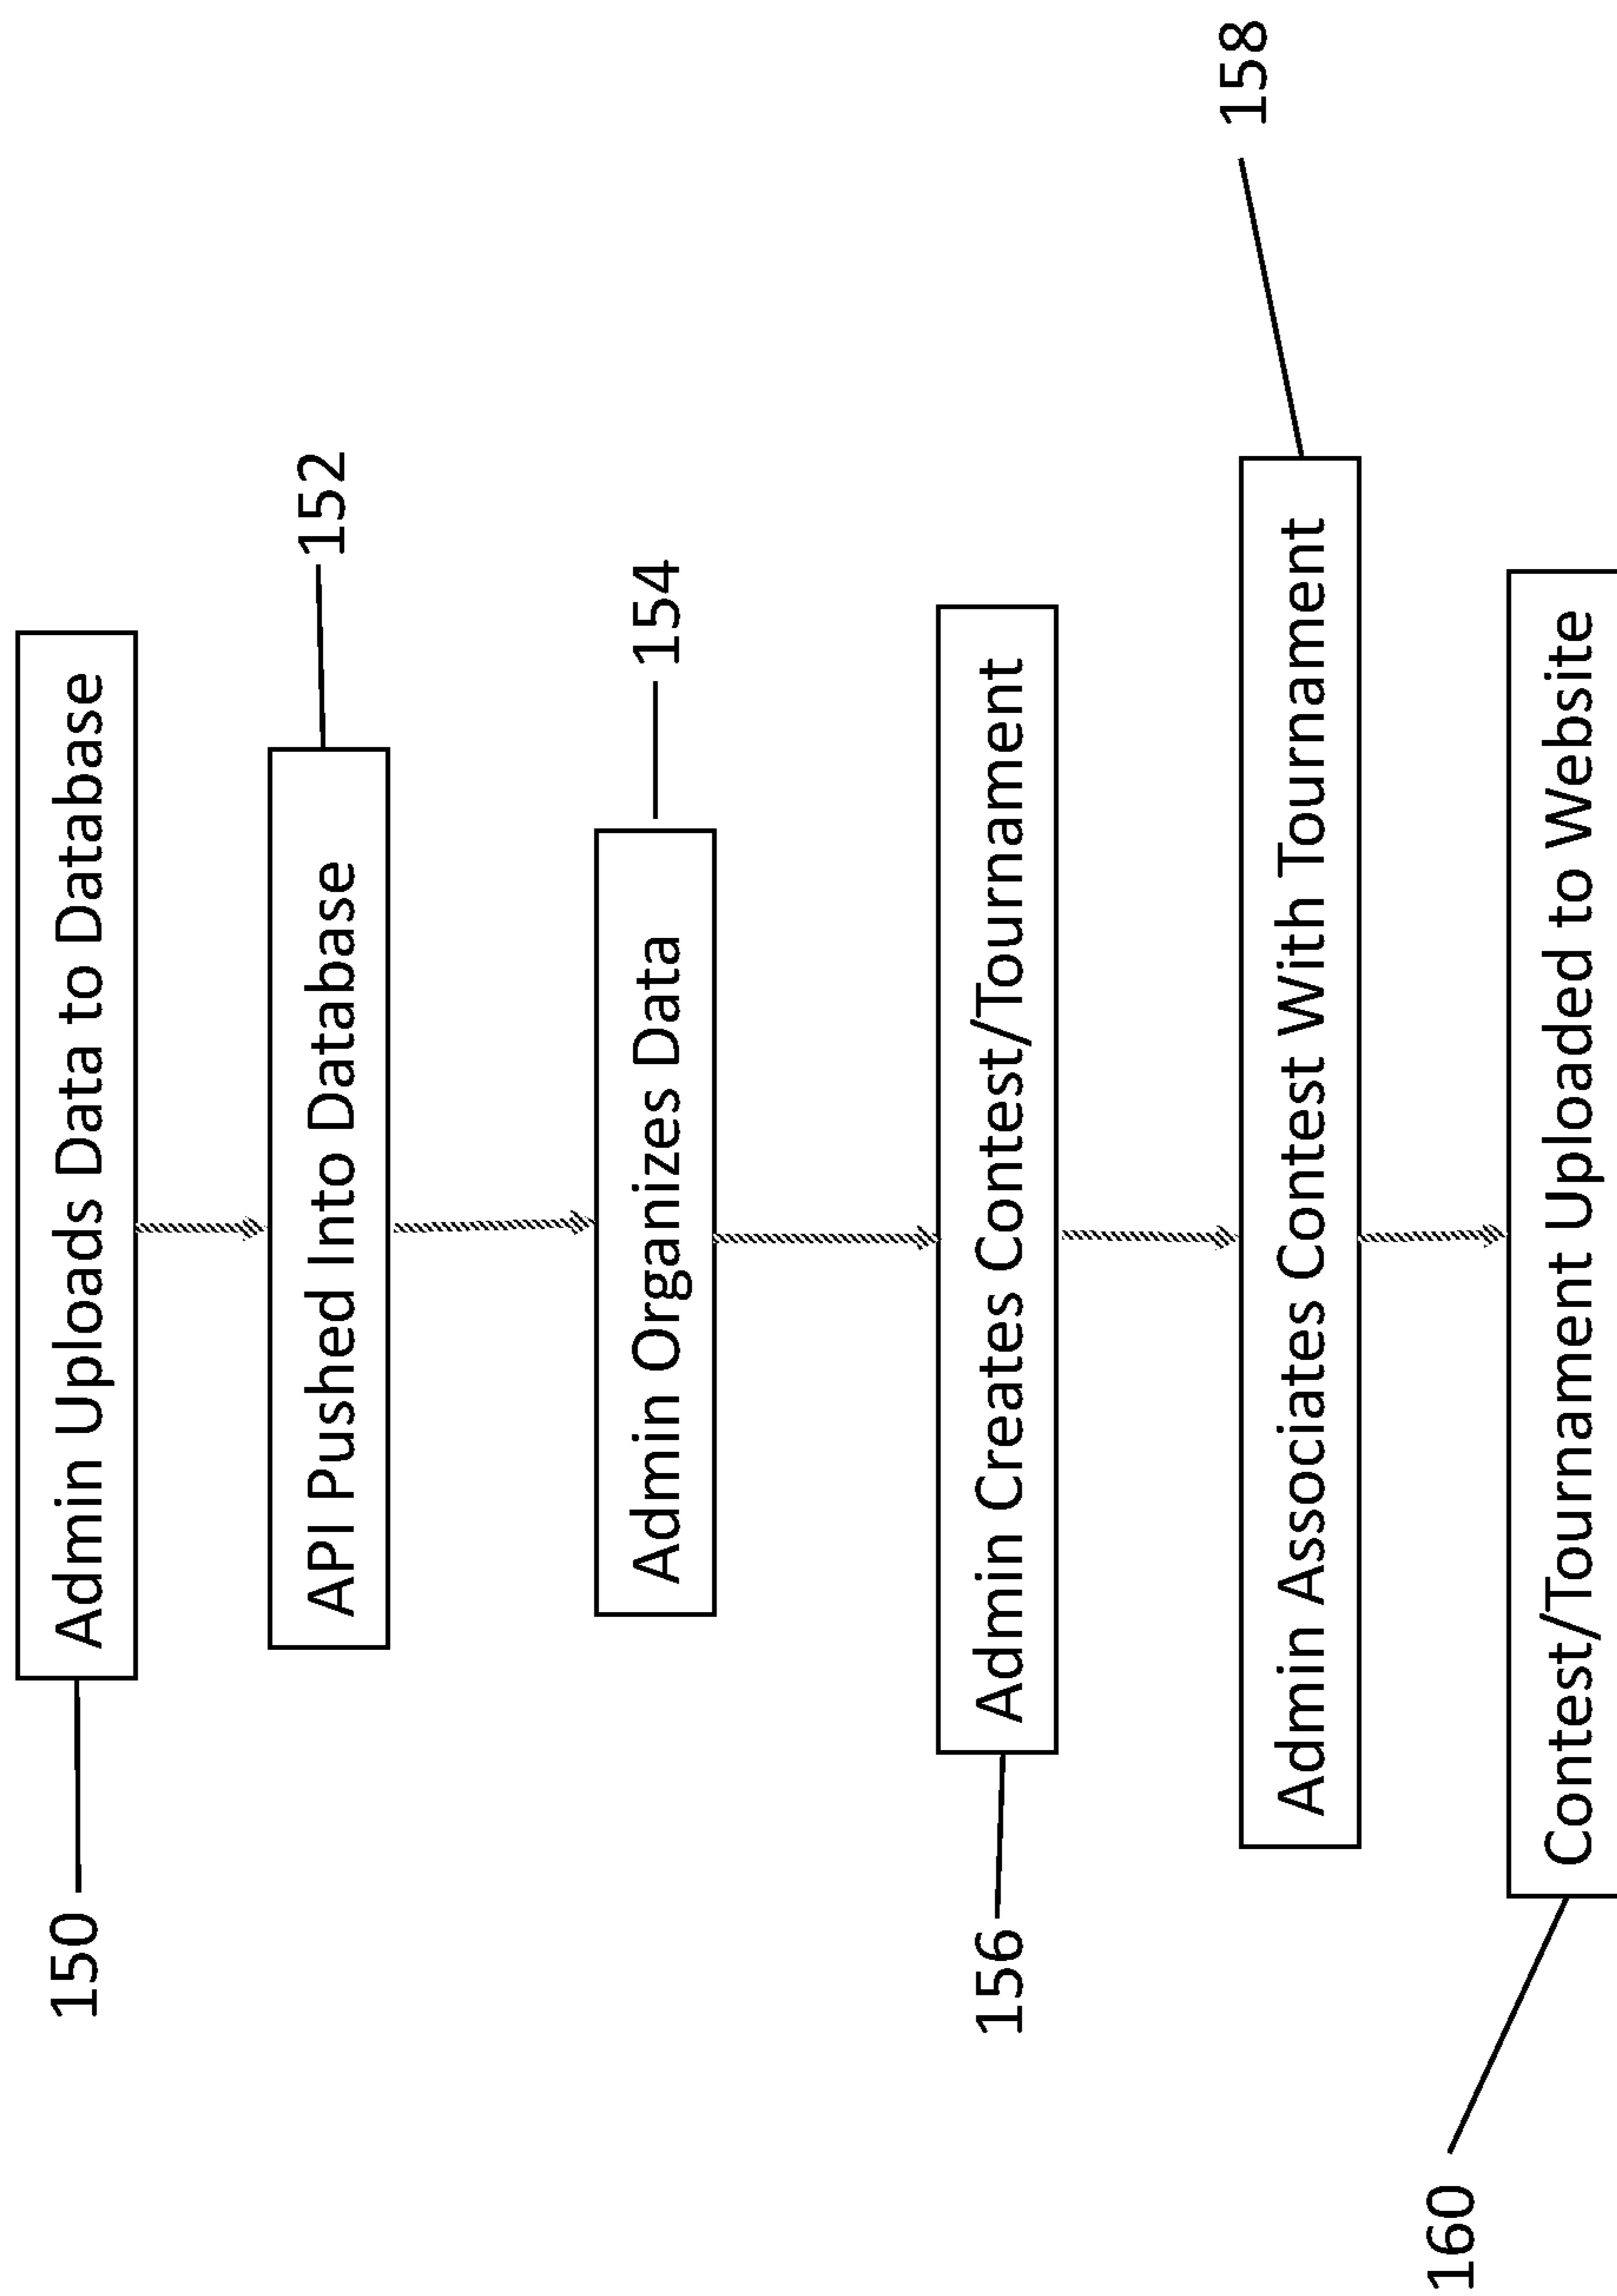 150
Admin Uploads Data to Database
API Pushed Into Database
152
Admin Organizes Data
154
156
Admin Creates Contest/Tournament
Admin Associates Contest With Tournament
158
160
Contest/Tournament Uploaded to Website